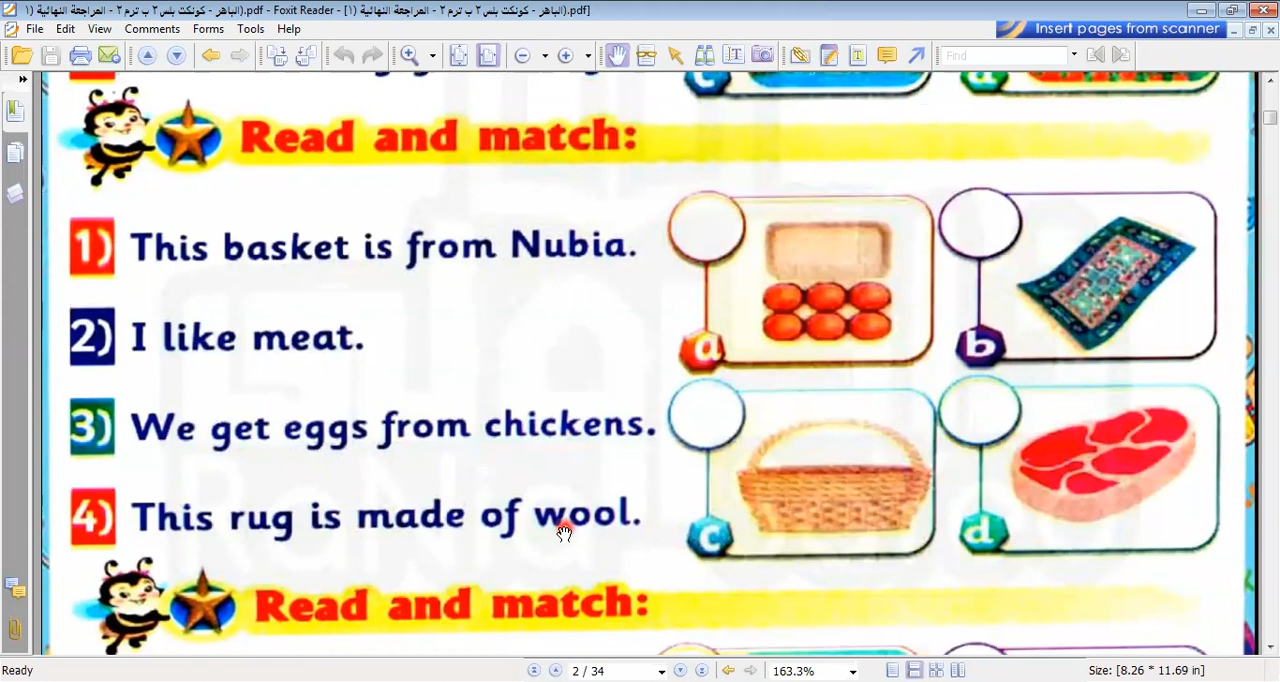 الباهر - كونكت بلس ٢ ب ترم ٢ - المراجعة النهائية (١).pdf - Foxit Reader - [الباهر - كونكت بلس ٢ ب ترم ٢ - المراجعة النهائية (١).pdf]
File Edit View Comments Forms Tools Help
Insert pages from scanner
Find
c d
Read and match:
1) This basket is from Nubia.
2) I like meat.
3) We get eggs from chickens.
4) This rug is made of wool.
a b
c d
Read and match:
Ready 2 / 34 163.3% Size: [8.26 * 11.69 in]